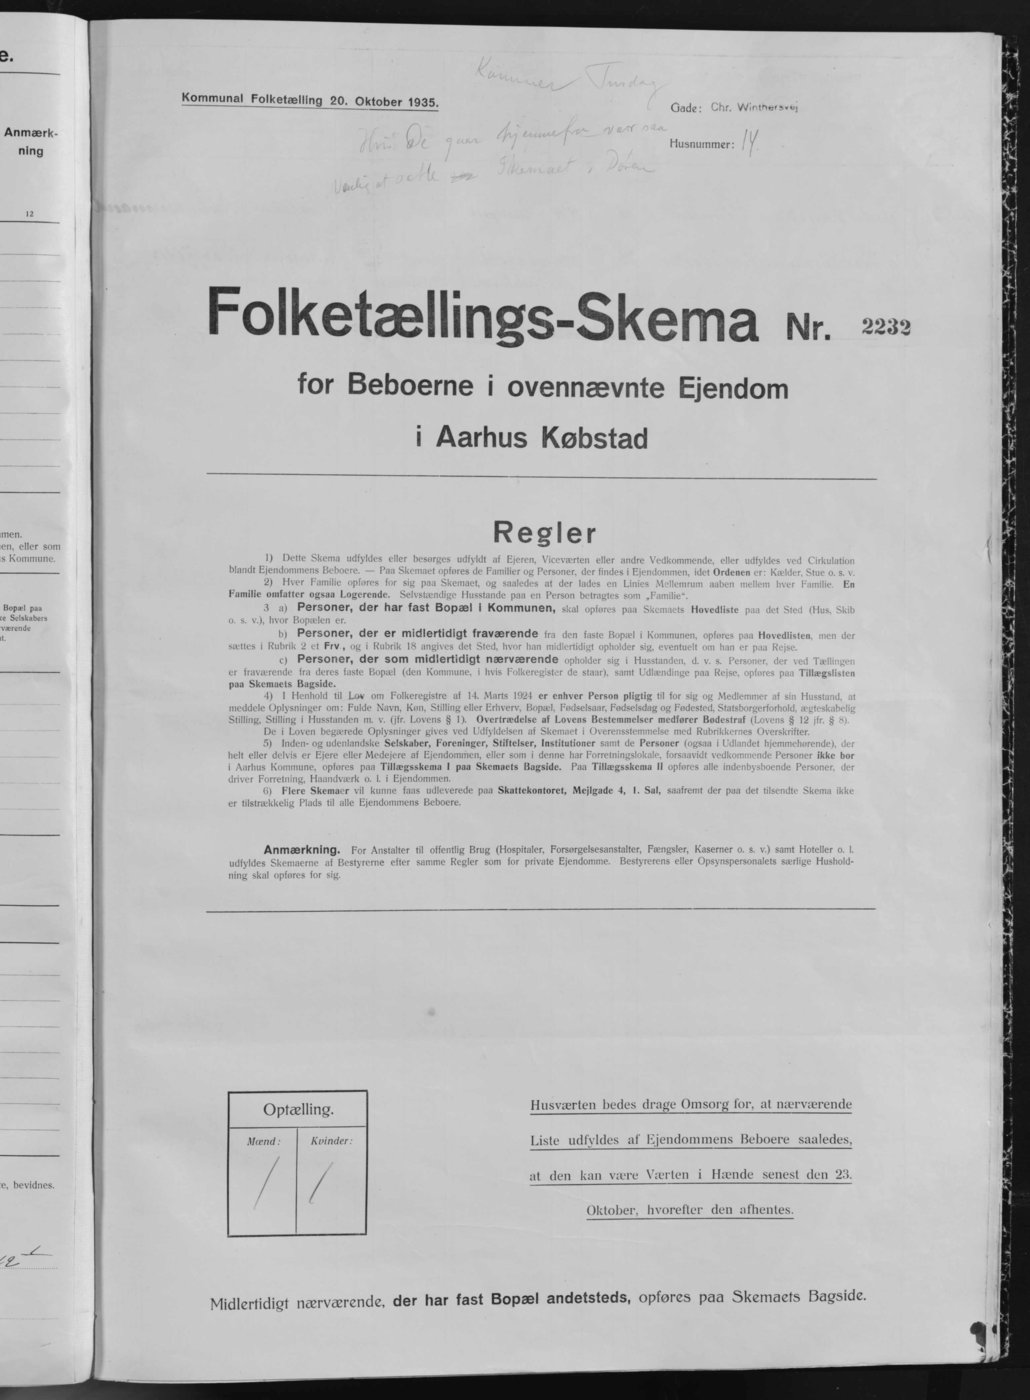 e.
Anmærk-
ning
12
men.
en, eller som
s Kommune.
Bopæl paa
ke Selskabers
værende
t.
e, bevidnes.
Kommer Tirsdag
Kommunal Folketælling 20. Oktober 1935.
Gade: Chr. Winthersvej
Hvis De gaar hjemmefra vær saa
Husnummer: 14.
venlig at sætte Skemaet i Døren
Folketællings-Skema Nr. 2232
for Beboerne i ovennævnte Ejendom
i Aarhus Købstad
Regler
1) Dette Skema udfyldes eller besørges udfyldt af Ejeren, Viceværten eller andre Vedkommende, eller udfyldes ved Cirkulation
blandt Ejendommens Beboere. — Paa Skemaet opføres de Familier og Personer, der findes i Ejendommen, idet Ordenen er: Kælder, Stue o. s. v.
2) Hver Familie opføres for sig paa Skemaet, og saaledes at der lades en Linies Mellemrum aaben mellem hver Familie. En
Familie omfatter ogsaa Logerende. Selvstændige Husstande paa en Person betragtes som „Familie“.
3 a) Personer, der har fast Bopæl i Kommunen, skal opføres paa Skemaets Hovedliste paa det Sted (Hus, Skib
o. s. v.), hvor Bopælen er.
b) Personer, der er midlertidigt fraværende fra den faste Bopæl i Kommunen, opføres paa Hovedlisten, men der
sættes i Rubrik 2 et Frv., og i Rubrik 18 angives det Sted, hvor han midlertidigt opholder sig, eventuelt om han er paa Rejse.
c) Personer, der som midlertidigt nærværende opholder sig i Husstanden, d. v. s. Personer, der ved Tællingen
er fraværende fra deres faste Bopæl (den Kommune, i hvis Folkeregister de staar), samt Udlændinge paa Rejse, opføres paa Tillægslisten
paa Skemaets Bagside.
4) I Henhold til Lov om Folkeregistre af 14. Marts 1924 er enhver Person pligtig til for sig og Medlemmer af sin Husstand, at
meddele Oplysninger om: Fulde Navn, Køn, Stilling eller Erhverv, Bopæl, Fødselsaar, Fødselsdag og Fødested, Statsborgerforhold, ægteskabelig
Stilling, Stilling i Husstanden m. v. (jfr. Lovens § 1). Overtrædelse af Lovens Bestemmelser medfører Bødestraf (Lovens § 12 jfr. § 8).
De i Loven begærede Oplysninger gives ved Udfyldelsen af Skemaet i Overensstemmelse med Rubrikkernes Overskrifter.
5) Inden- og udenlandske Selskaber, Foreninger, Stiftelser, Institutioner samt de Personer (ogsaa i Udlandet hjemmehørende), der
helt eller delvis er Ejere eller Medejere af Ejendommen, eller som i denne har Forretningslokale, forsaavidt vedkommende Personer ikke bor
i Aarhus Kommune, opføres paa Tillægsskema I paa Skemaets Bagside. Paa Tillægsskema II opføres alle indenbysboende Personer, der
driver Forretning, Haandværk o. l. i Ejendommen.
6) Flere Skemaer vil kunne faas udleverede paa Skattekontoret, Mejlgade 4, 1. Sal, saafremt der paa det tilsendte Skema ikke
er tilstrækkelig Plads til alle Ejendommens Beboere.
Anmærkning. For Anstalter til offentlig Brug (Hospitaler, Forsørgelsesanstalter, Fængsler, Kaserner o. s. v.) samt Hoteller o. l.
udfyldes Skemaerne af Bestyrerne efter samme Regler som for private Ejendomme. Bestyrerens eller Opsynspersonalets særlige Hushold-
ning skal opføres for sig.
Optælling.
Mænd: Kvinder:
1 1
Husværten bedes drage Omsorg for, at nærværende
Liste udfyldes af Ejendommens Beboere saaledes,
at den kan være Værten i Hænde senest den 23.
Oktober, hvorefter den afhentes.
Midlertidigt nærværende, der har fast Bopæl andetsteds, opføres paa Skemaets Bagside.